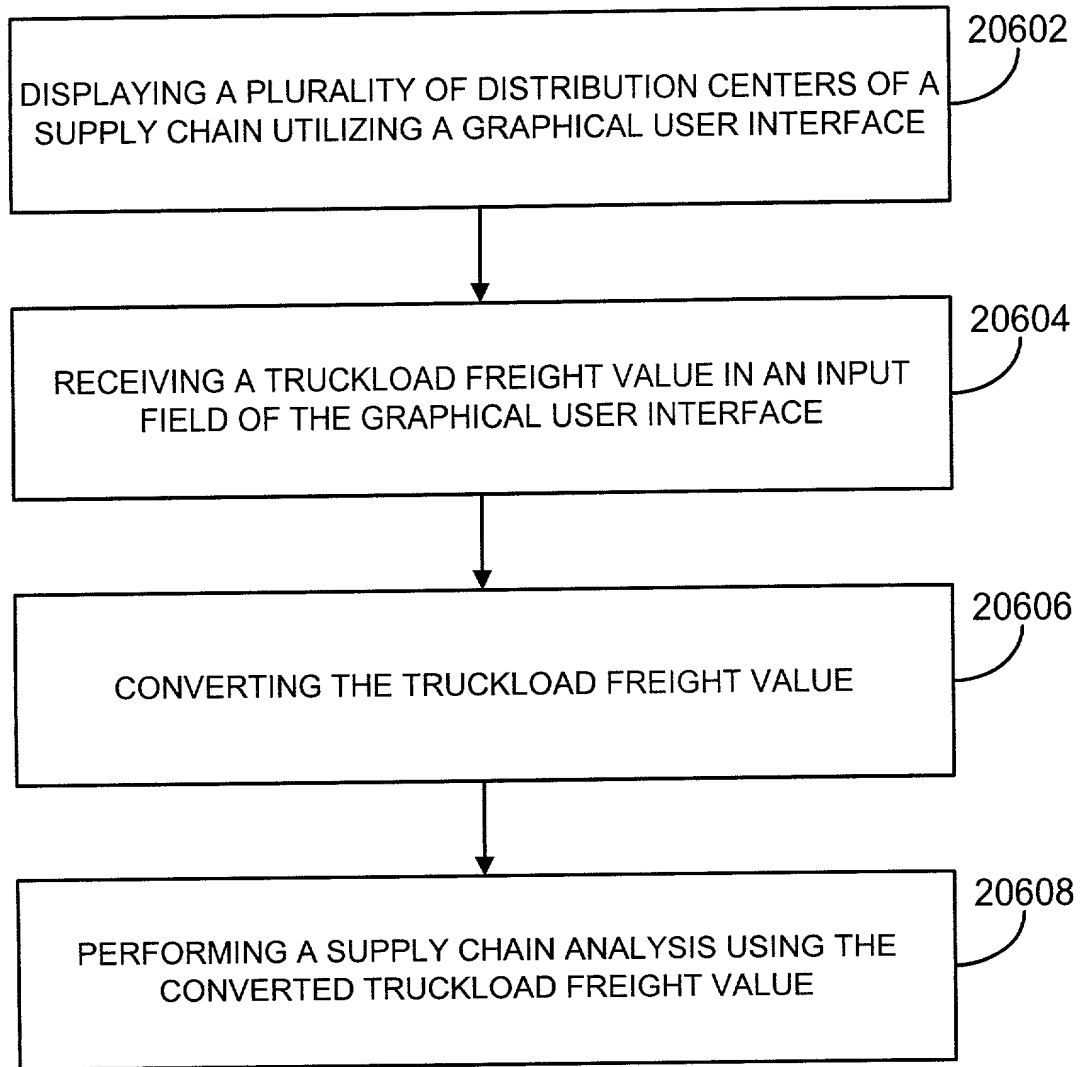 20602
DISPLAYING A PLURALITY OF DISTRIBUTION CENTERS OF A
SUPPLY CHAIN UTILIZING A GRAPHICAL USER INTERFACE
20604
RECEIVING A TRUCKLOAD FREIGHT VALUE IN AN INPUT
FIELD OF THE GRAPHICAL USER INTERFACE
20606
CONVERTING THE TRUCKLOAD FREIGHT VALUE
20608
PERFORMING A SUPPLY CHAIN ANALYSIS USING THE
CONVERTED TRUCKLOAD FREIGHT VALUE